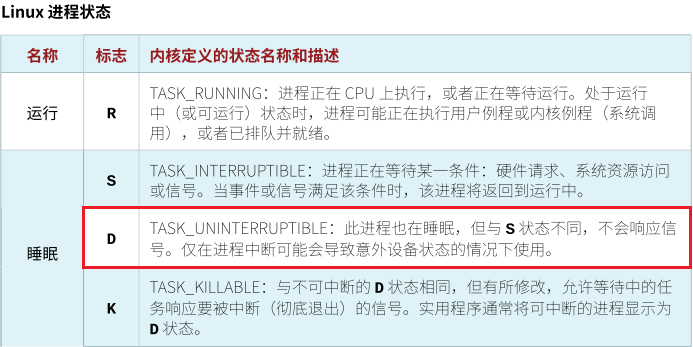 Linux 进程状态
名称 标志 内核定义的状态名称和描述
运行 R TASK_RUNNING：进程正在 CPU 上执行，或者正在等待运行。处于运行
中（或可运行）状态时，进程可能正在执行用户例程或内核例程（系统调
用），或者已排队并就绪。
睡眠
S TASK_INTERRUPTIBLE：进程正在等待某一条件：硬件请求、系统资源访问
或信号。当事件或信号满足该条件时，该进程将返回到运行中。
D TASK_UNINTERRUPTIBLE：此进程也在睡眠，但与 S 状态不同，不会响应信
号。仅在进程中断可能会导致意外设备状态的情况下使用。
K TASK_KILLABLE：与不可中断的 D 状态相同，但有所修改，允许等待中的任
务响应要被中断（彻底退出）的信号。实用程序通常将可中断的进程显示为
D 状态。